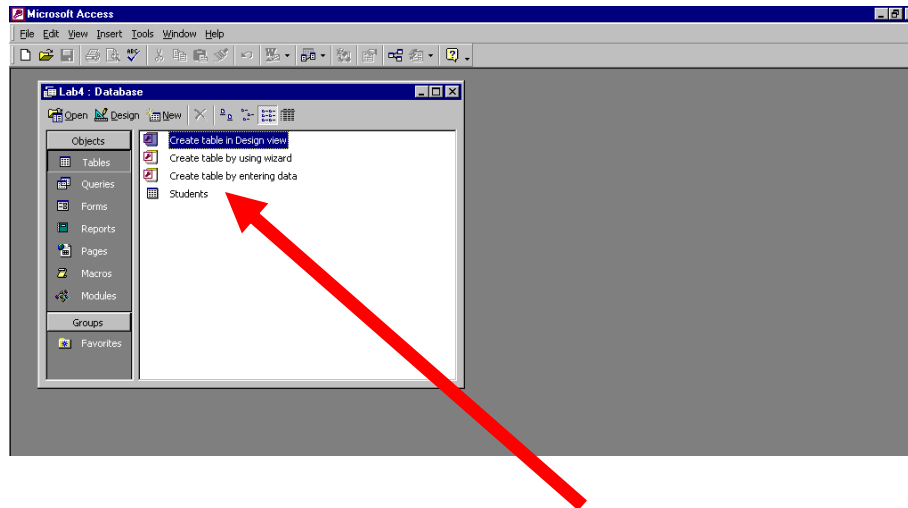 Microsoft Access
File Edit View Insert Tools Window Help
Lab4 : Database
Open Design New
Objects
Tables
Queries
Forms
Reports
Pages
Macros
Modules
Groups
Favorites
Create table in Design view
Create table by using wizard
Create table by entering data
Students